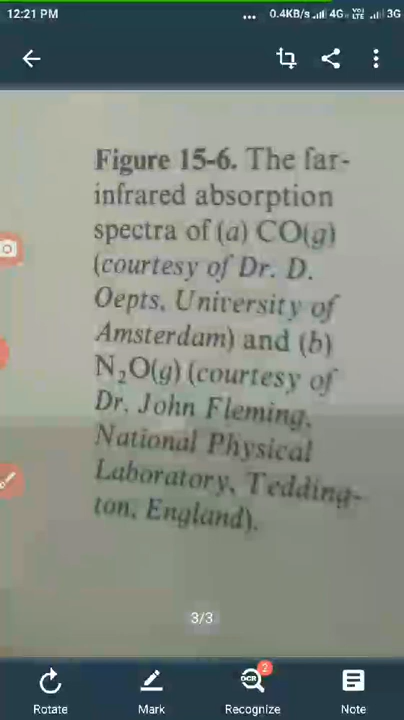 12:21 PM
... 0.4KB/s 4G VoLTE 3G
Figure 15-6. The far-
infrared absorption
spectra of (a) CO(g)
(courtesy of Dr. D.
Oepts, University of
Amsterdam) and (b)
N₂O(g) (courtesy of
Dr. John Fleming,
National Physical
Laboratory, Tedding-
ton, England).
3/3
OCR 2
Rotate Mark Recognize Note